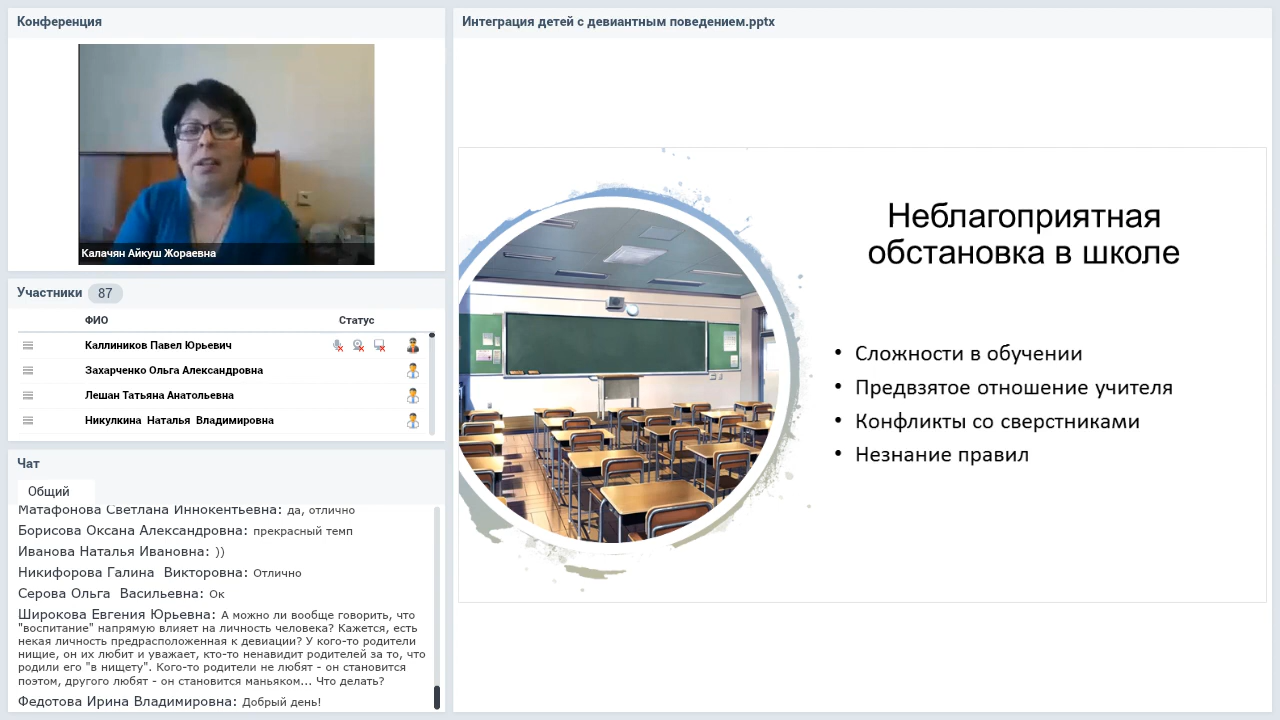 Конференция
Калачян Айкуш Жораевна
Участники 87
ФИО Статус
Каллиников Павел Юрьевич
Захарченко Ольга Александровна
Лешан Татьяна Анатольевна
Никулкина Наталья Владимировна
Чат
Общий
Матафонова Светлана Иннокентьевна: да, отлично
Борисова Оксана Александровна: прекрасный темп
Иванова Наталья Ивановна: ))
Никифорова Галина Викторовна: Отлично
Серова Ольга Васильевна: Ок
Широкова Евгения Юрьевна: А можно ли вообще говорить, что
"воспитание" напрямую влияет на личность человека? Кажется, есть
некая личность предрасположенная к девиации? У кого-то родители
нищие, он их любит и уважает, кто-то ненавидит родителей за то, что
родили его "в нищету". Кого-то родители не любят - он становится
поэтом, другого любят - он становится маньяком... Что делать?
Федотова Ирина Владимировна: Добрый день!
Интеграция детей с девиантным поведением.pptx
Неблагоприятная
обстановка в школе
• Сложности в обучении
• Предвзятое отношение учителя
• Конфликты со сверстниками
• Незнание правил